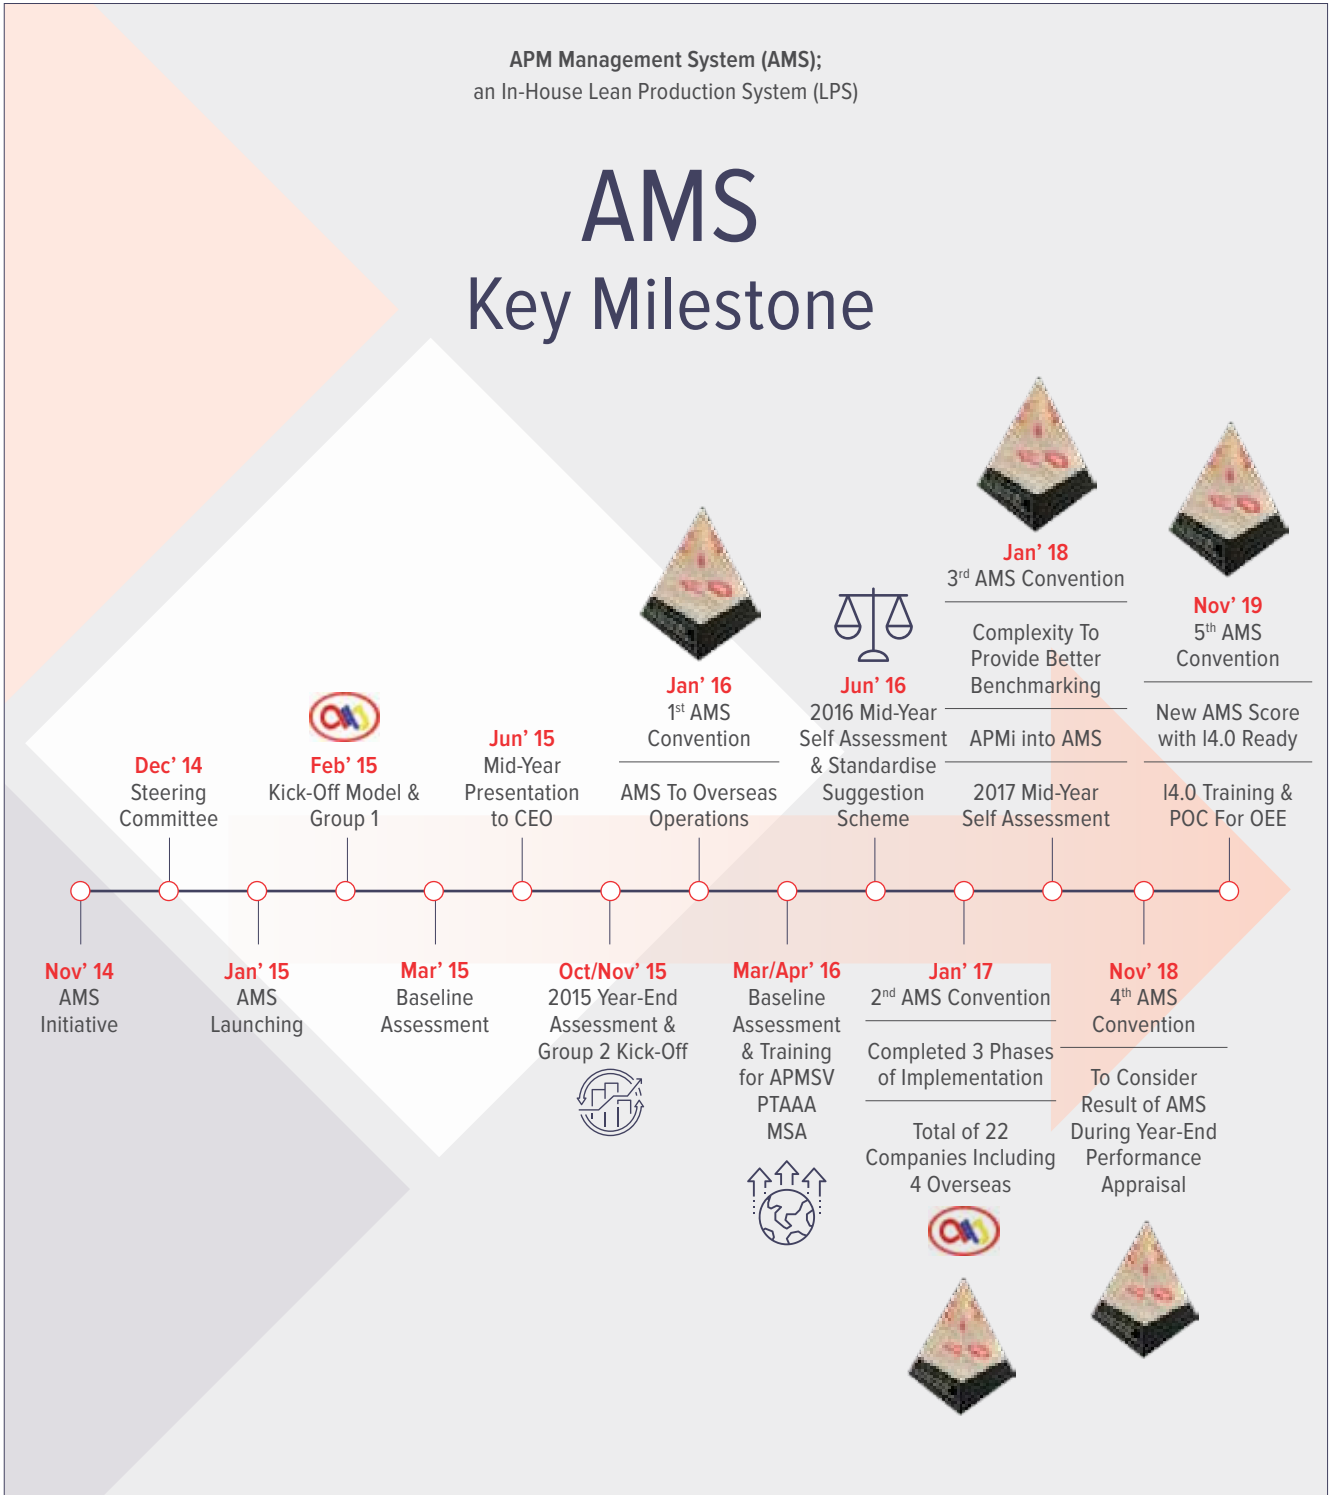 APM Management System (AMS);
an In-House Lean Production System (LPS)
AMS
Key Milestone
Nov’ 14
AMS
Initiative
Dec’ 14
Steering
Committee
Jan’ 15
AMS
Launching
Feb’ 15
Kick-Off Model &
Group 1
Mar’ 15
Baseline
Assessment
Jun’ 15
Mid-Year
Presentation
to CEO
Oct/Nov’ 15
2015 Year-End
Assessment &
Group 2 Kick-Off
Jan’ 16
1st AMS
Convention
AMS To Overseas
Operations
Mar/Apr’ 16
Baseline
Assessment
& Training
for APMSV
PTAAA
MSA
Jun’ 16
2016 Mid-Year
Self Assessment
& Standardise
Suggestion
Scheme
Jan’ 17
2nd AMS Convention
Completed 3 Phases
of Implementation
Total of 22
Companies Including
4 Overseas
Jan’ 18
3rd AMS Convention
Complexity To
Provide Better
Benchmarking
APMi into AMS
2017 Mid-Year
Self Assessment
Nov’ 18
4th AMS
Convention
To Consider
Result of AMS
During Year-End
Performance
Appraisal
Nov’ 19
5th AMS
Convention
New AMS Score
with I4.0 Ready
I4.0 Training &
POC For OEE